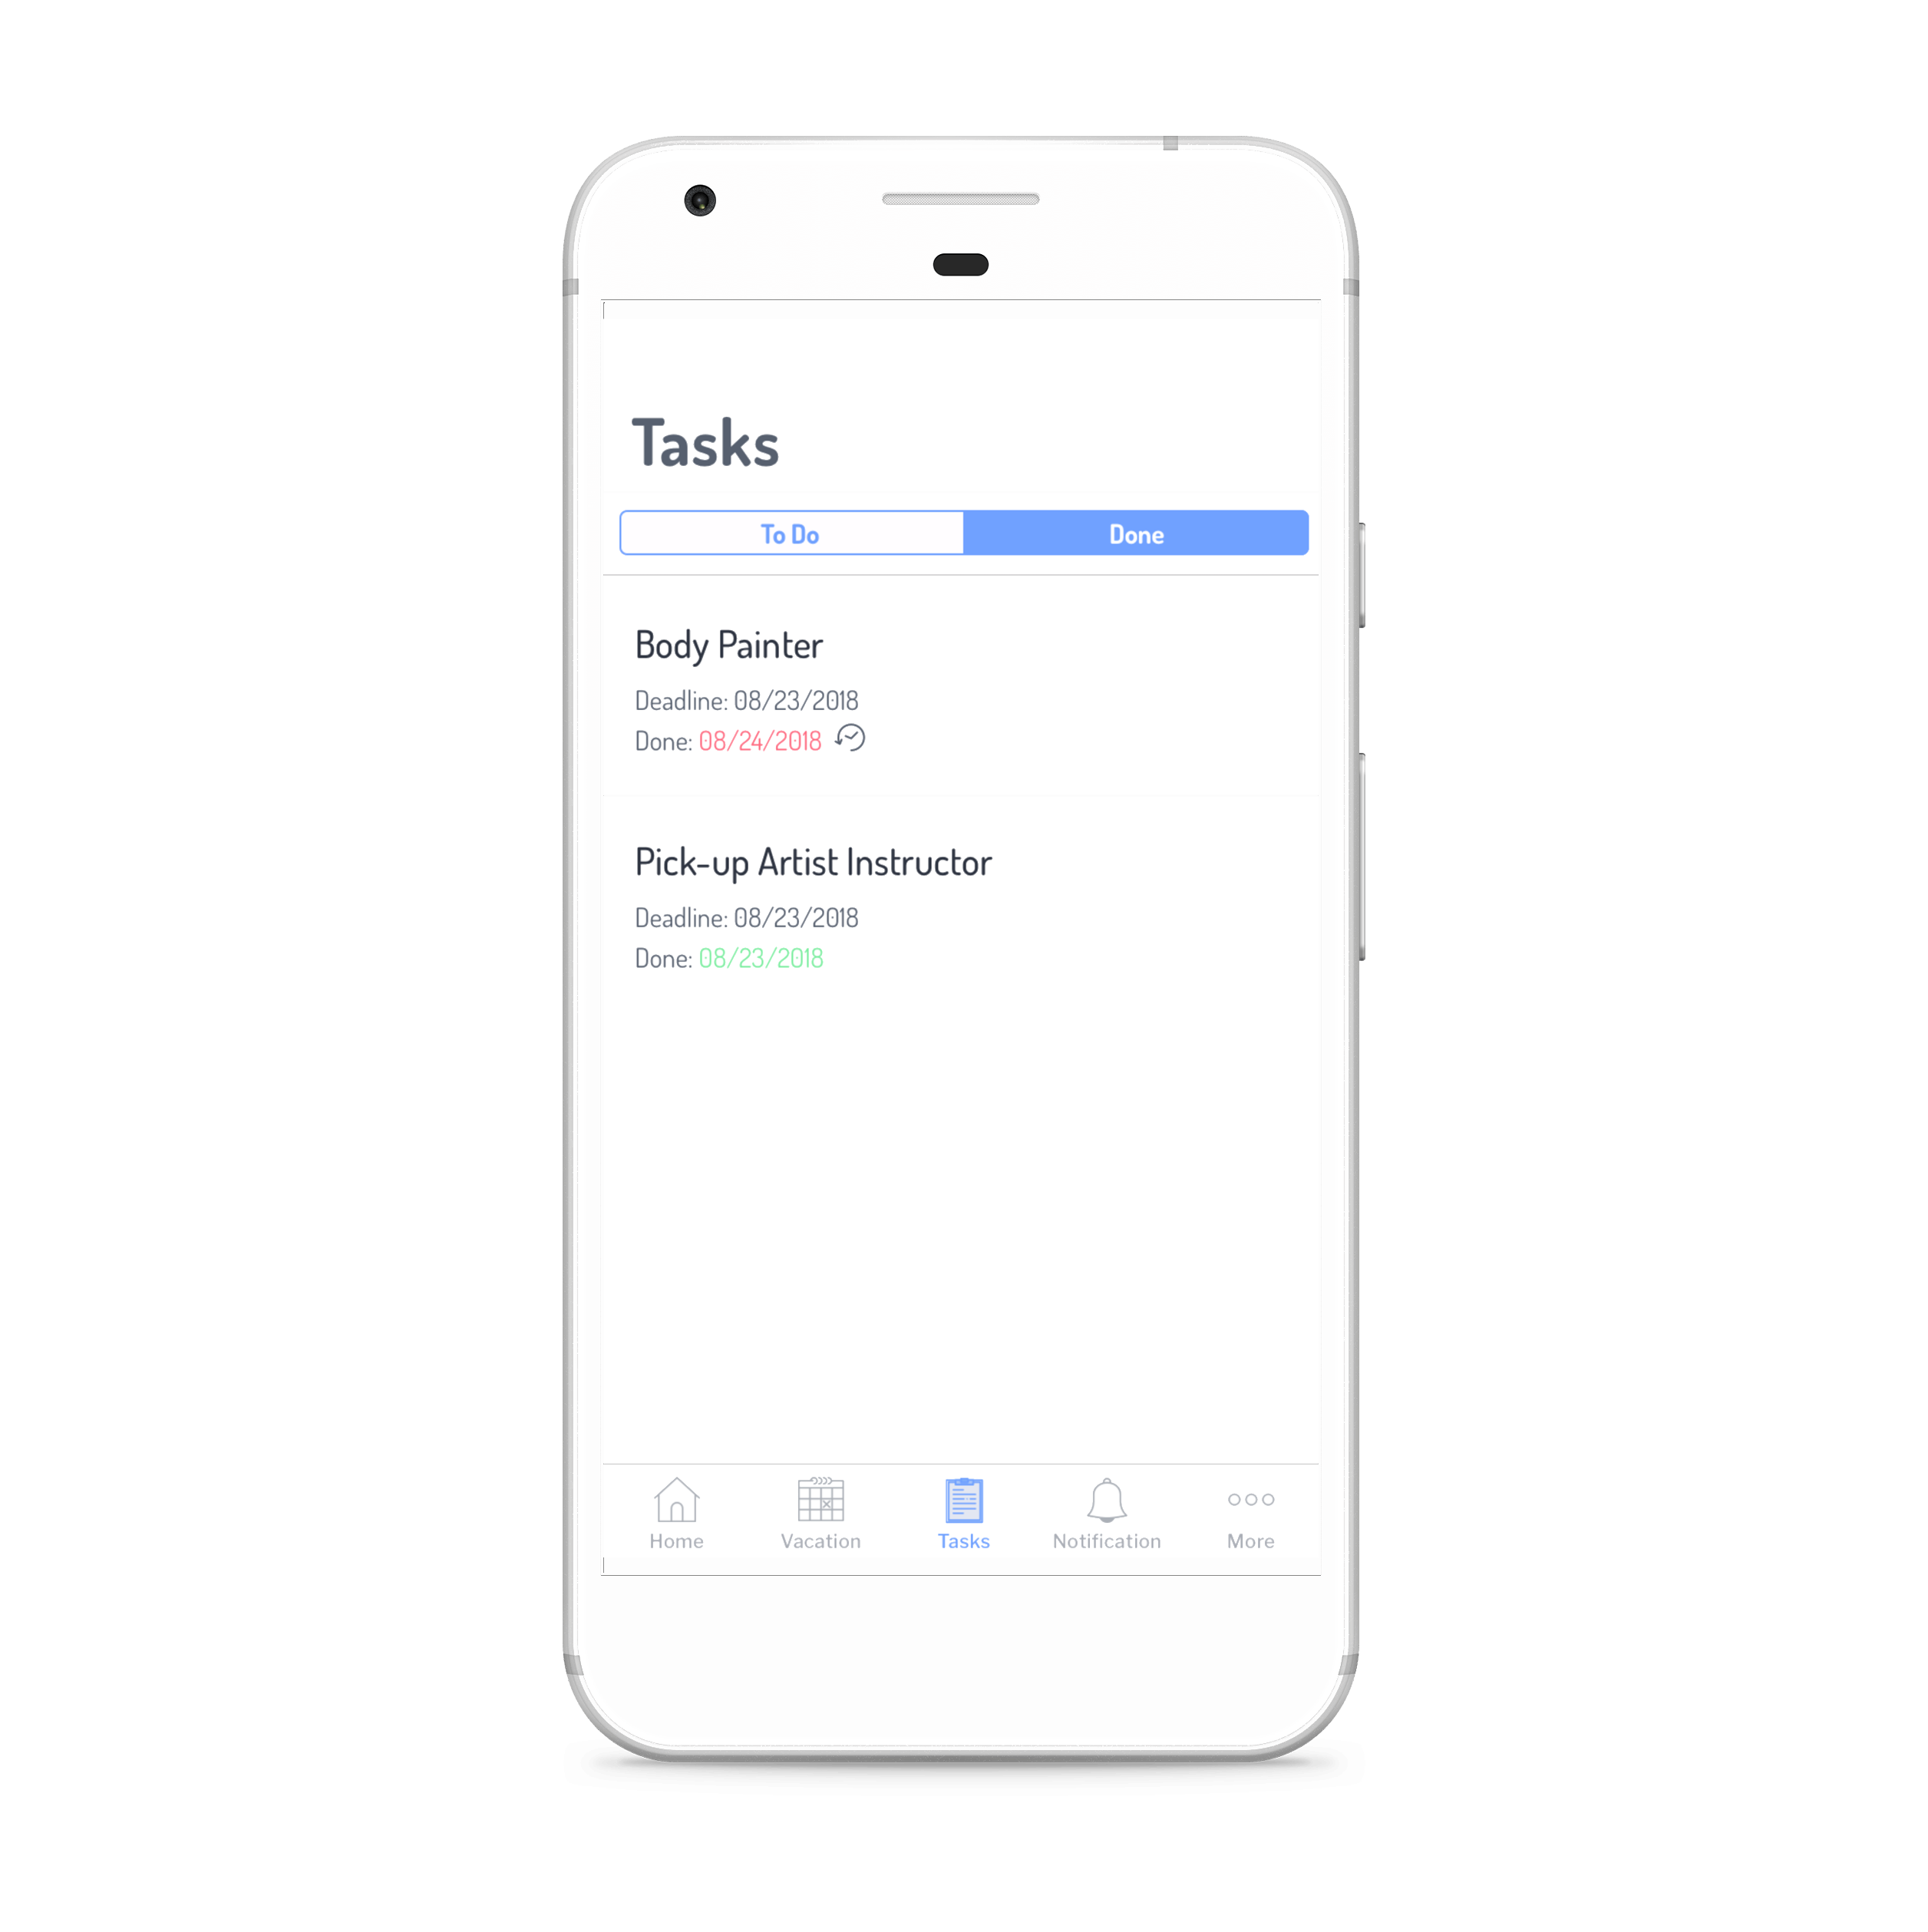 Tasks
To Do
Done
Body Painter
Deadline: 08/23/2018
Done: 08/24/2018
Pick-up Artist Instructor
Deadline: 08/23/2018
Done: 08/23/2018
Home
Vacation
Tasks
Notification
More